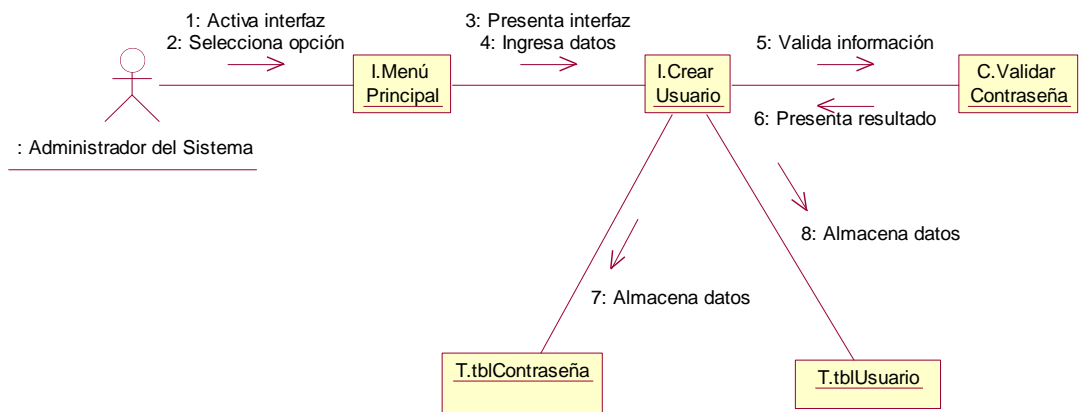 1: Activa interfaz
2: Selecciona opción
3: Presenta interfaz
4: Ingresa datos
5: Valida información
I.Menú
Principal
I.Crear
Usuario
C.Validar
Contraseña
6: Presenta resultado
: Administrador del Sistema
8: Almacena datos
7: Almacena datos
T.tblContraseña
T.tblUsuario